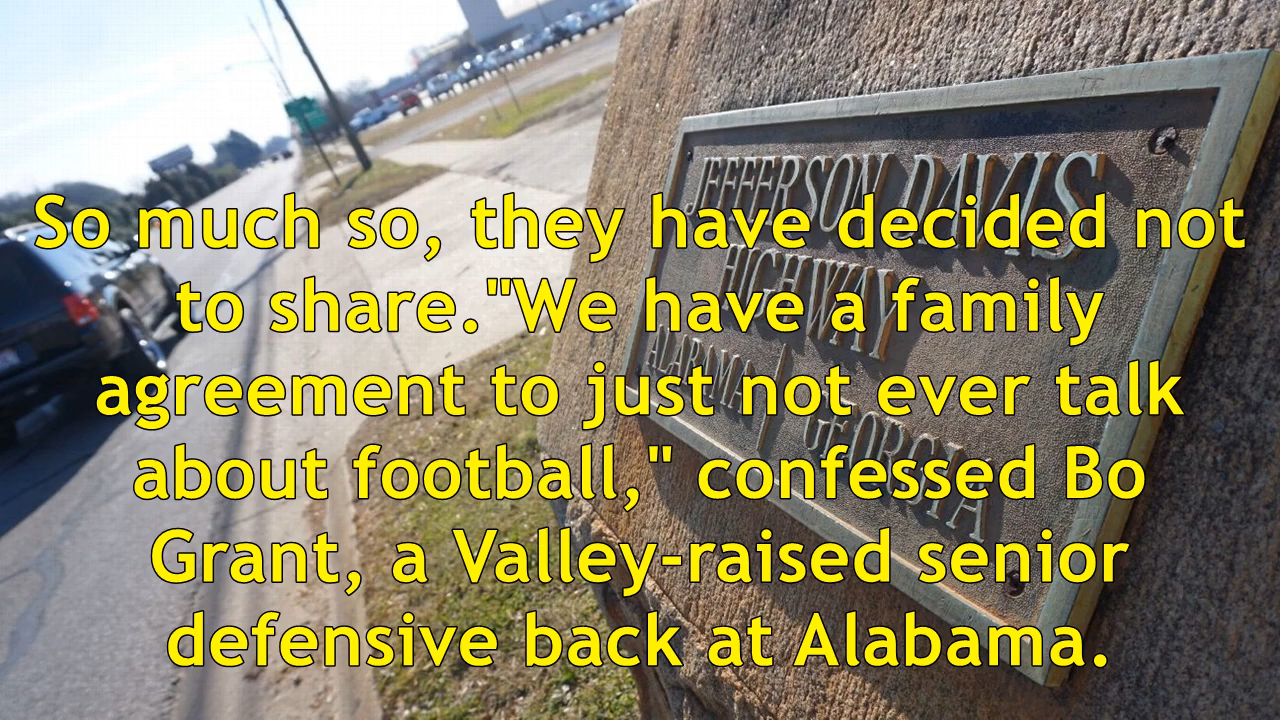 So much so, they have decided not
to share."We have a family
agreement to just not ever talk
about football," confessed Bo
Grant, a Valley-raised senior
defensive back at Alabama.
JEFFERSON DAVIS
HIGHWAY
ALABAMA | GEORGIA